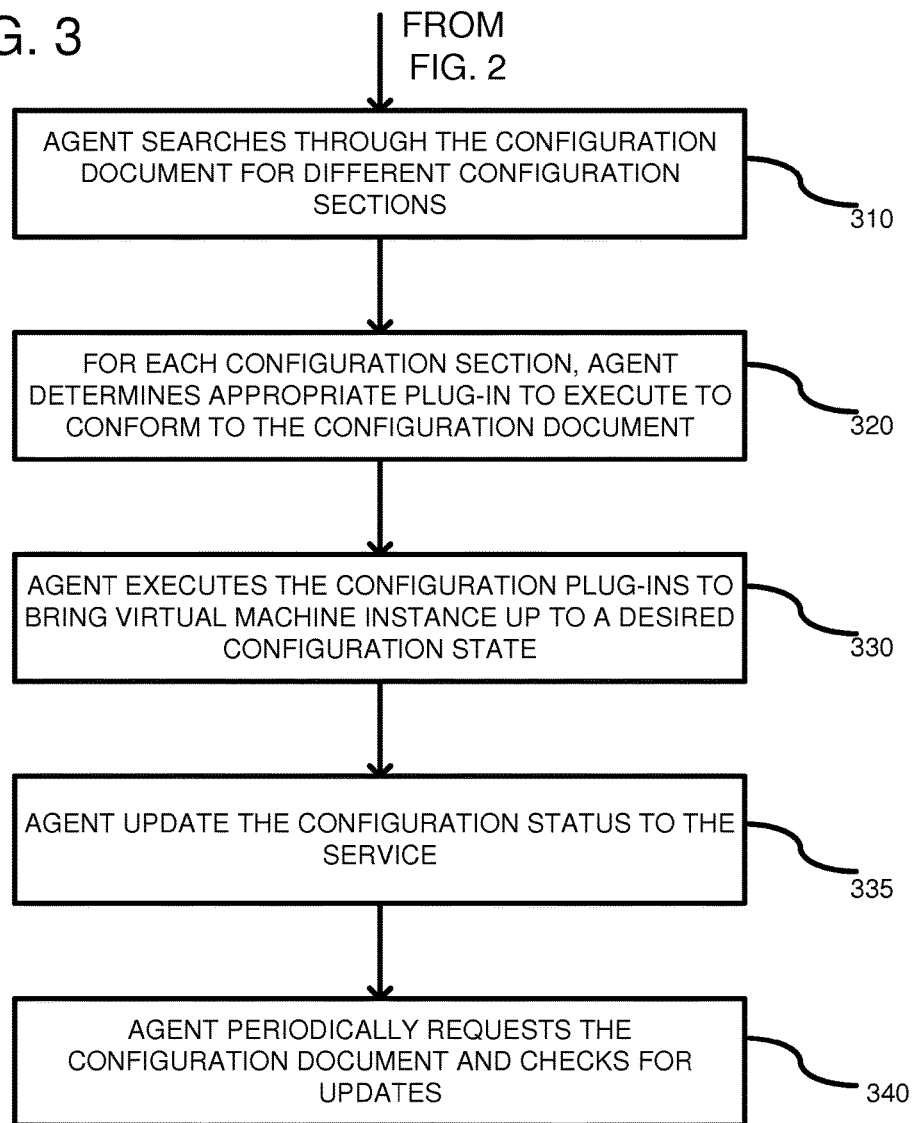 G. 3
FROM
FIG. 2
AGENT SEARCHES THROUGH THE CONFIGURATION
DOCUMENT FOR DIFFERENT CONFIGURATION
SECTIONS
310
FOR EACH CONFIGURATION SECTION, AGENT
DETERMINES APPROPRIATE PLUG-IN TO EXECUTE TO
CONFORM TO THE CONFIGURATION DOCUMENT
320
AGENT EXECUTES THE CONFIGURATION PLUG-INS TO
BRING VIRTUAL MACHINE INSTANCE UP TO A DESIRED
CONFIGURATION STATE
330
AGENT UPDATE THE CONFIGURATION STATUS TO THE
SERVICE
335
AGENT PERIODICALLY REQUESTS THE
CONFIGURATION DOCUMENT AND CHECKS FOR
UPDATES
340